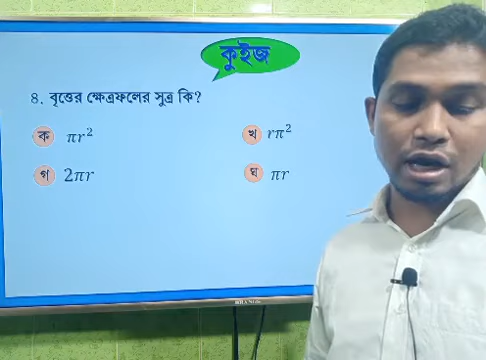 কুইজ
৪. বৃত্তের ক্ষেত্রফলের সুত্র কি?
ক πr² খ rπ²
গ 2πr ঘ πr